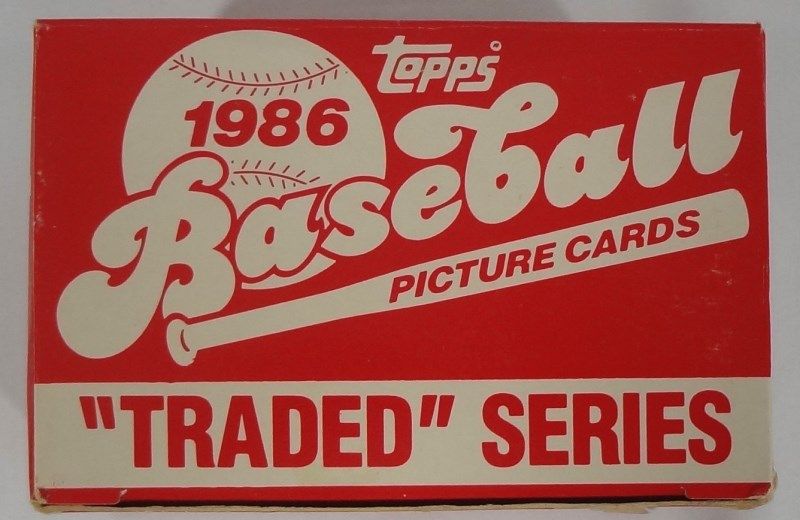 Topps®
1986
Baseball
PICTURE CARDS
"TRADED" SERIES